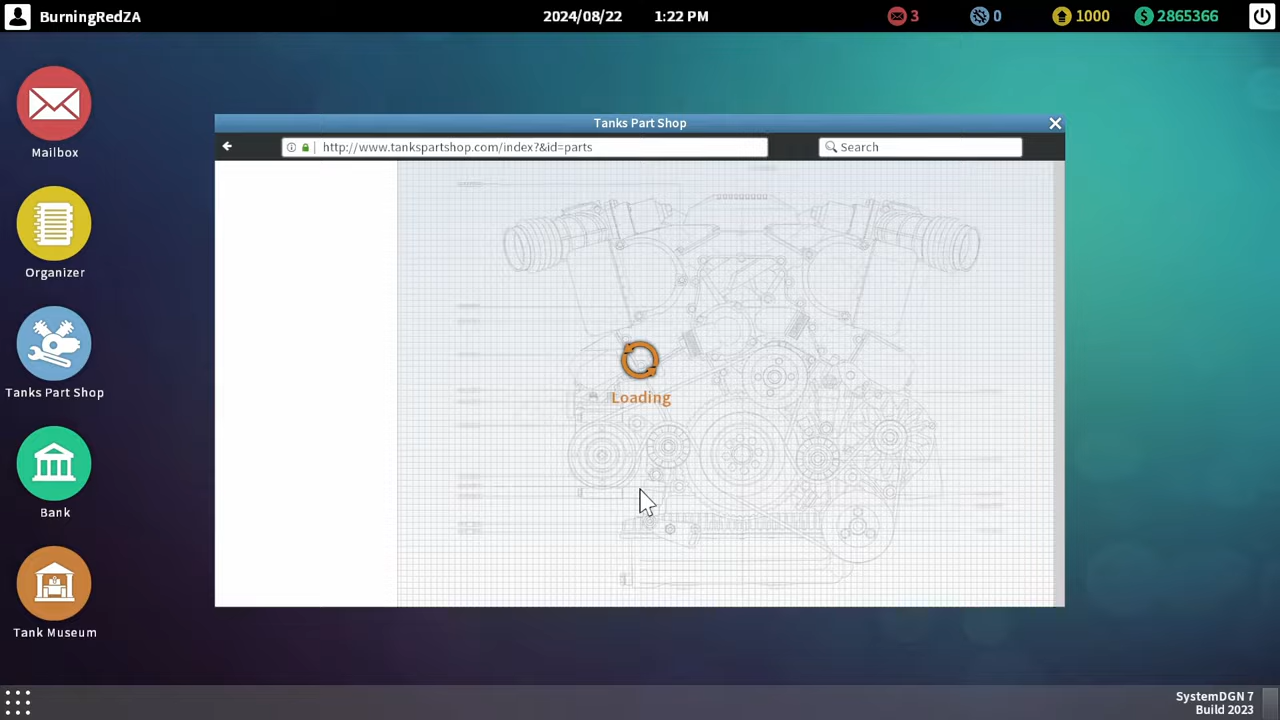 BurningRedZA
2024/08/22 1:22 PM
3 0 1000 $ 2865366
Mailbox
Organizer
Tanks Part Shop
Bank
Tank Museum
Tanks Part Shop
http://www.tankspartshop.com/index?&id=parts
Search
Loading
SystemDGN 7
Build 2023